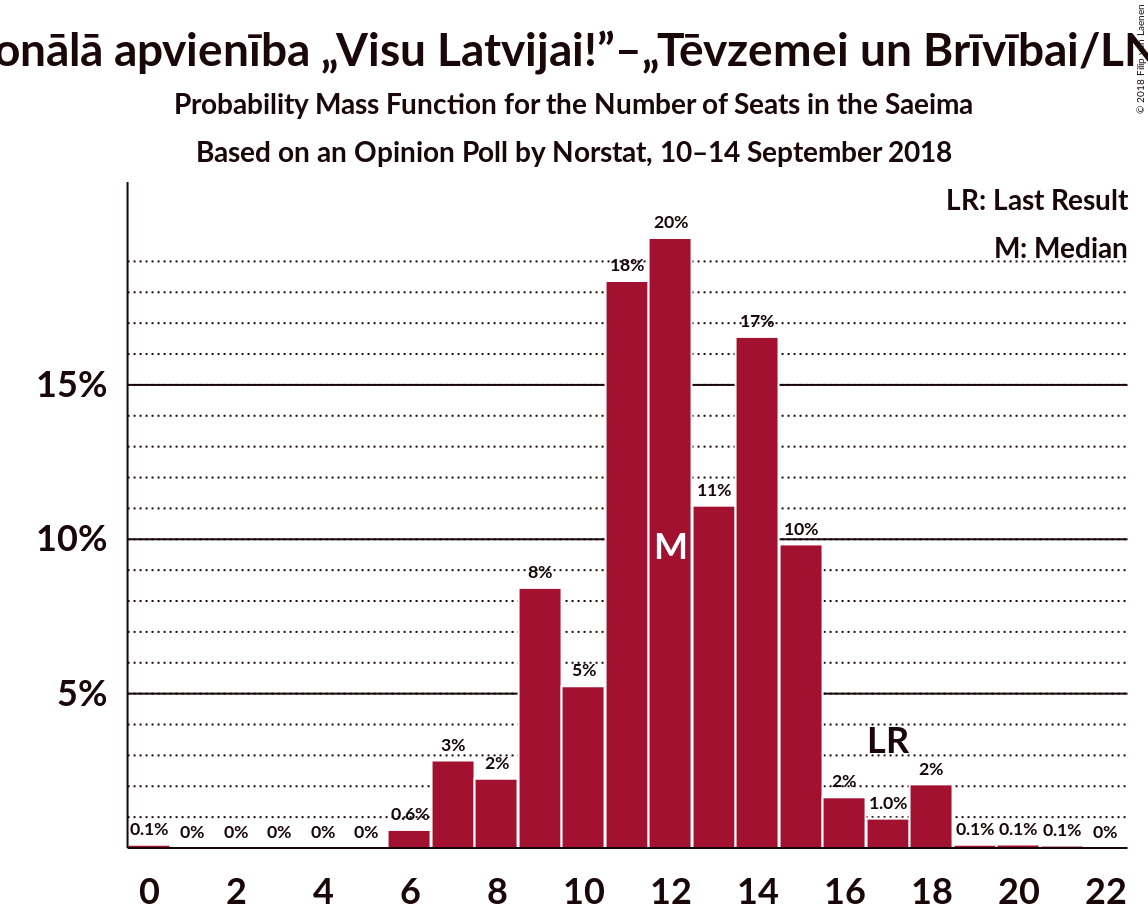 onālā apvienība „Visu Latvijai!”–„Tēvzemei un Brīvībai/LN
© 2018 Filip van Laenen
Probability Mass Function for the Number of Seats in the Saeima
Based on an Opinion Poll by Norstat, 10–14 September 2018
LR: Last Result
M: Median
20%
18%
17%
15%
11%
10%
10%
M
8%
5%
5%
LR
3%
2%
2%
2%
1.0%
0.6%
0.1% 0% 0% 0% 0% 0%
0.1% 0.1% 0.1% 0%
0 2 4 6 8 10 12 14 16 18 20 22